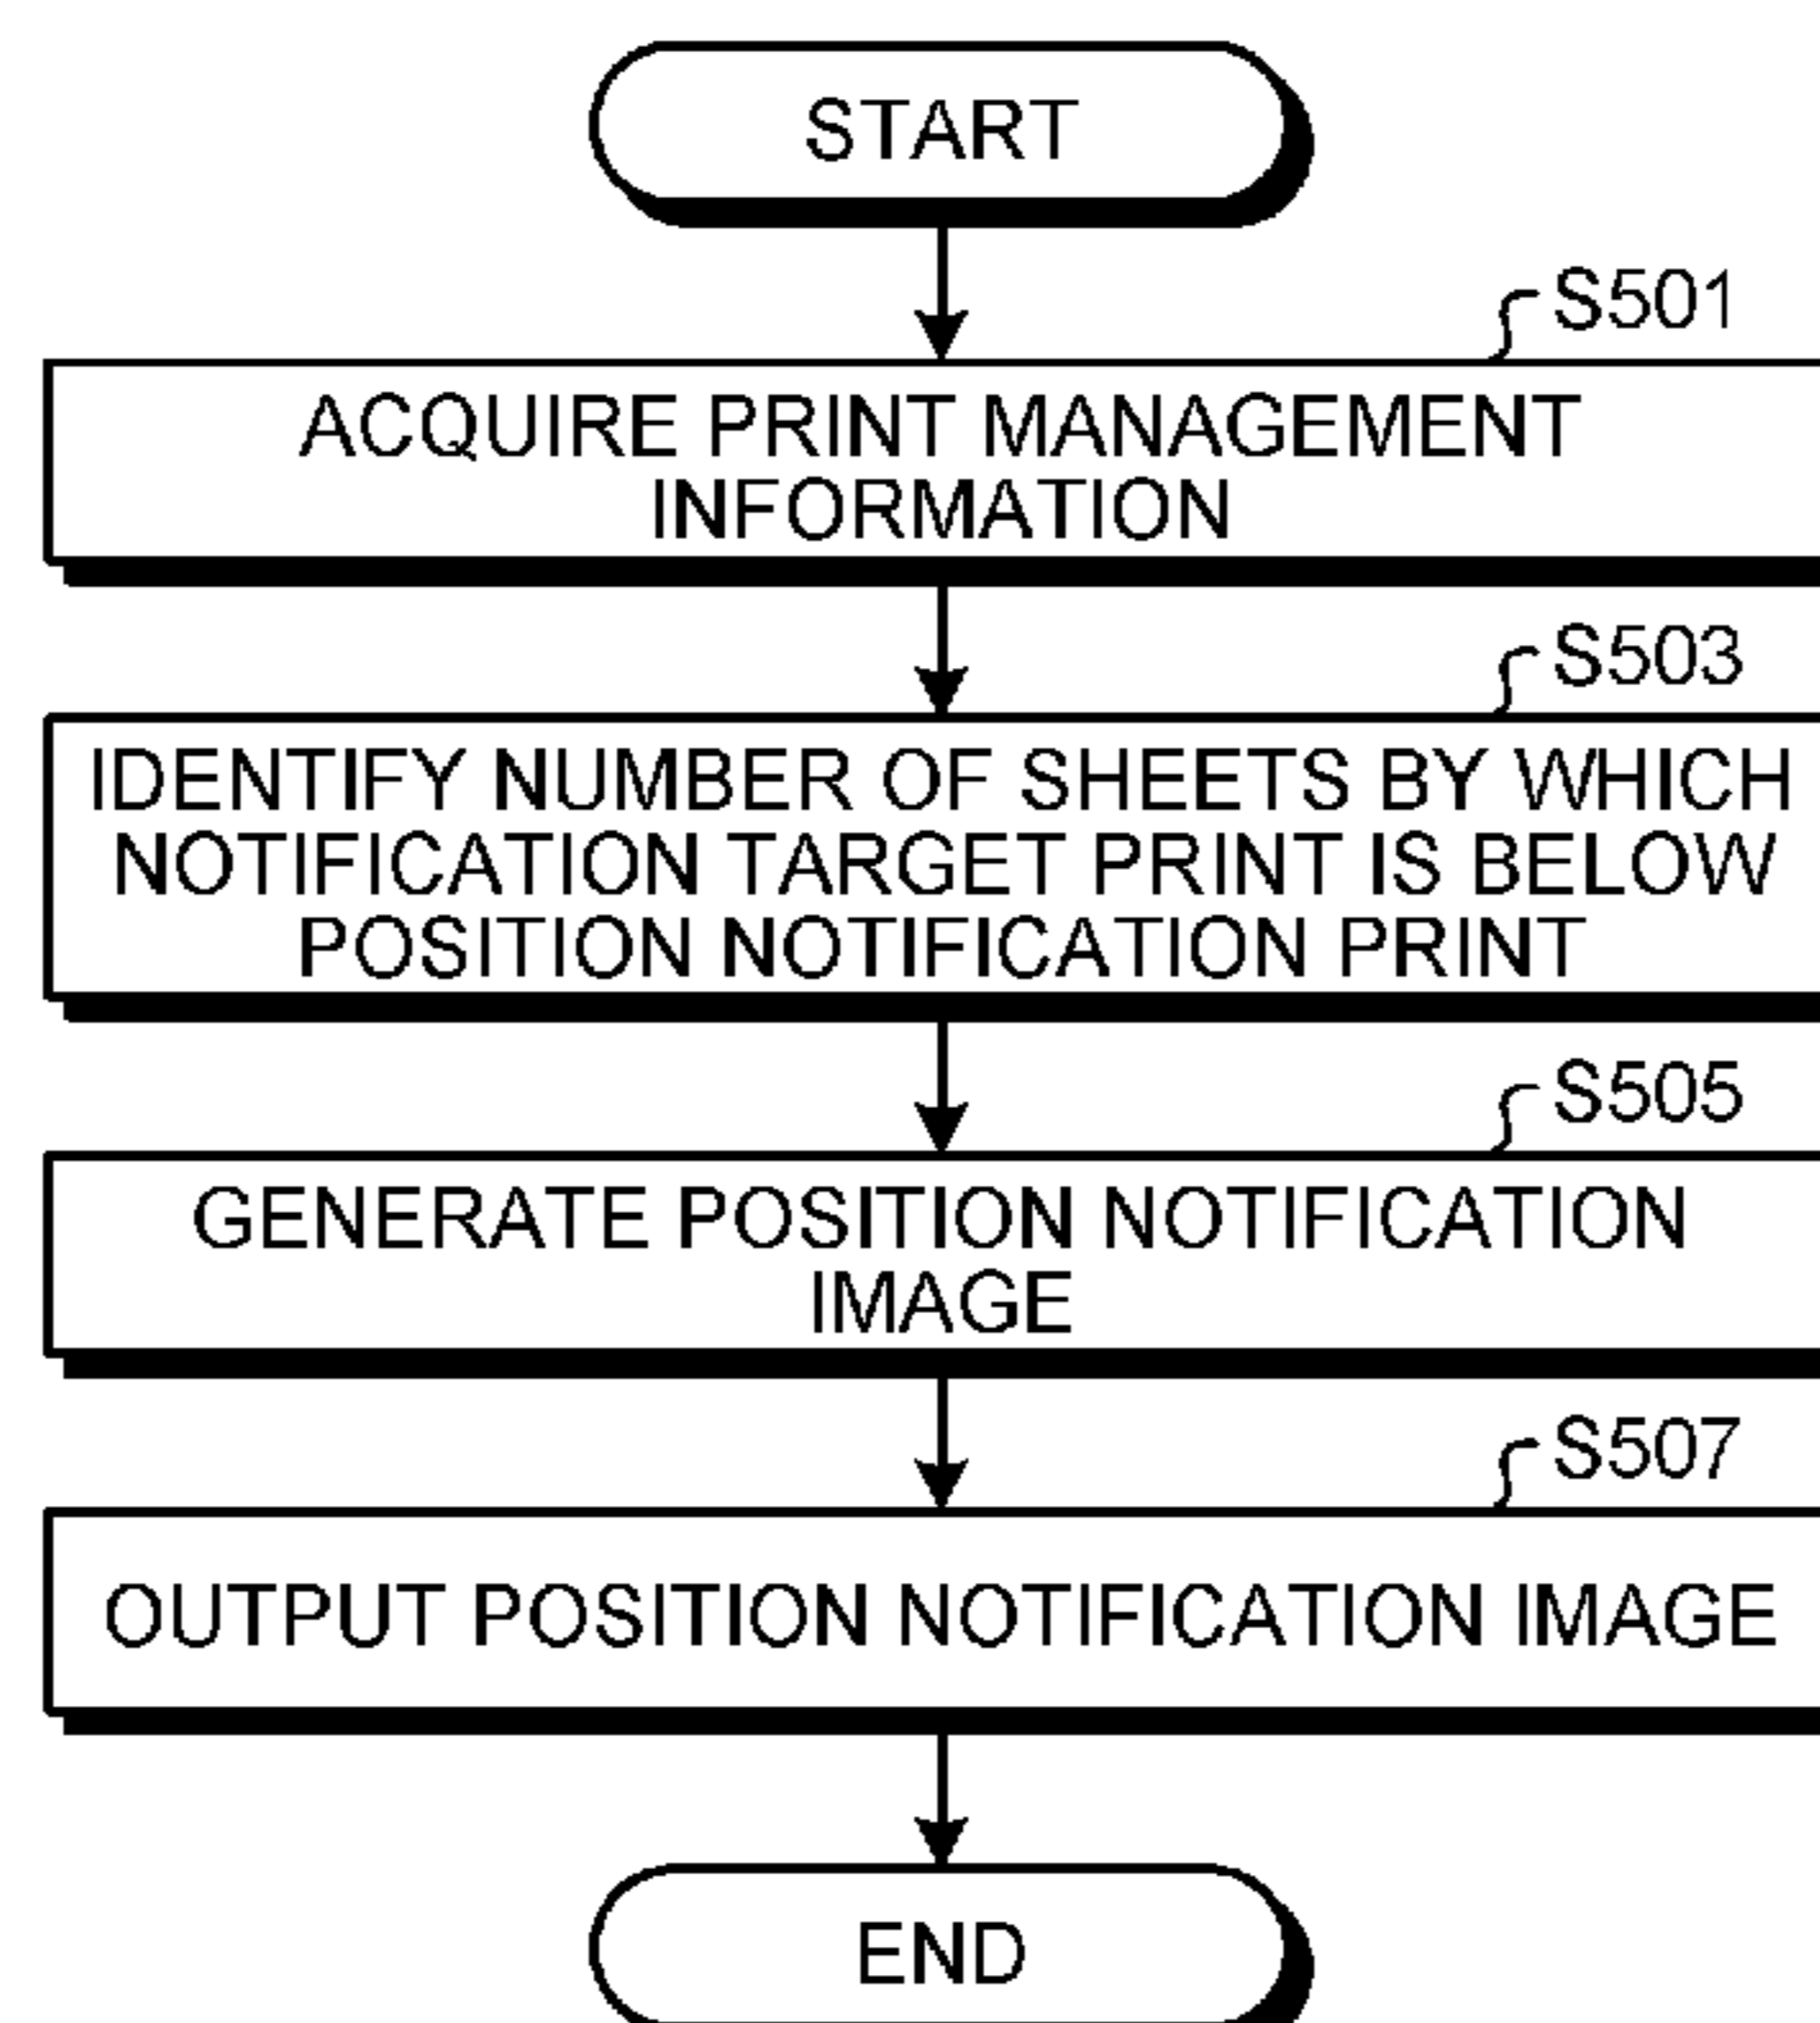 START
S501
ACQUIRE PRINT MANAGEMENT
INFORMATION
S503
IDENTIFY NUMBER OF SHEETS BY WHICH
NOTIFICATION TARGET PRINT IS BELOW
POSITION NOTIFICATION PRINT
S505
GENERATE POSITION NOTIFICATION
IMAGE
S507
OUTPUT POSITION NOTIFICATION IMAGE
END